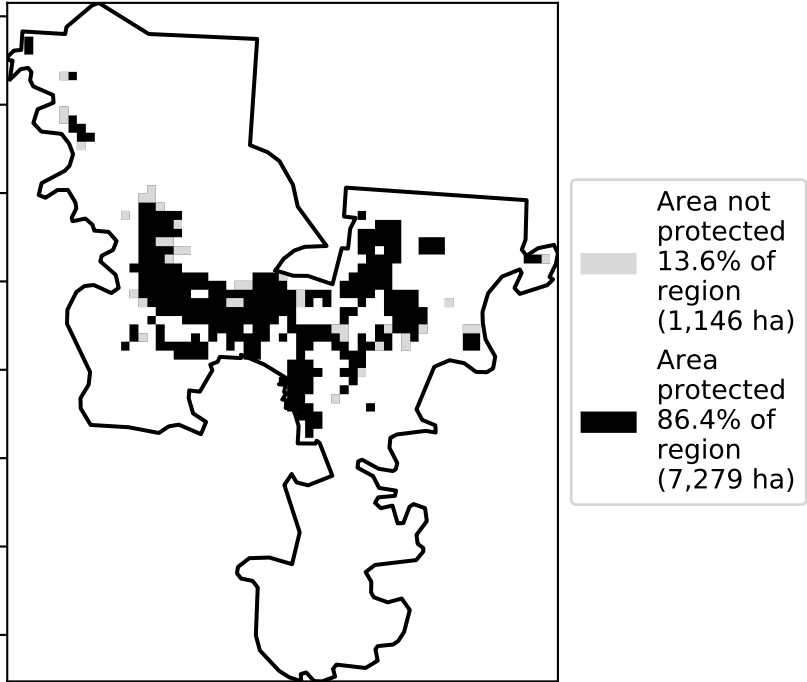 Area not
protected
13.6% of
region
(1,146 ha)
Area
protected
86.4% of
region
(7,279 ha)